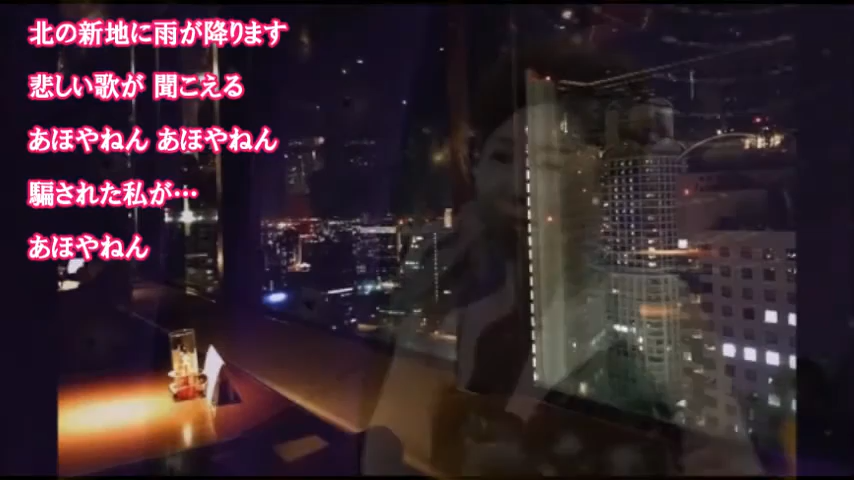 北の新地に雨が降ります
悲しい歌が 聞こえる
あほやねん あほやねん
騙された私が…
あほやねん